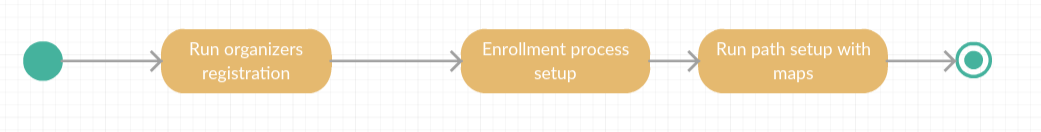 Run organizers
registration
Enrollment process
setup
Run path setup with
maps